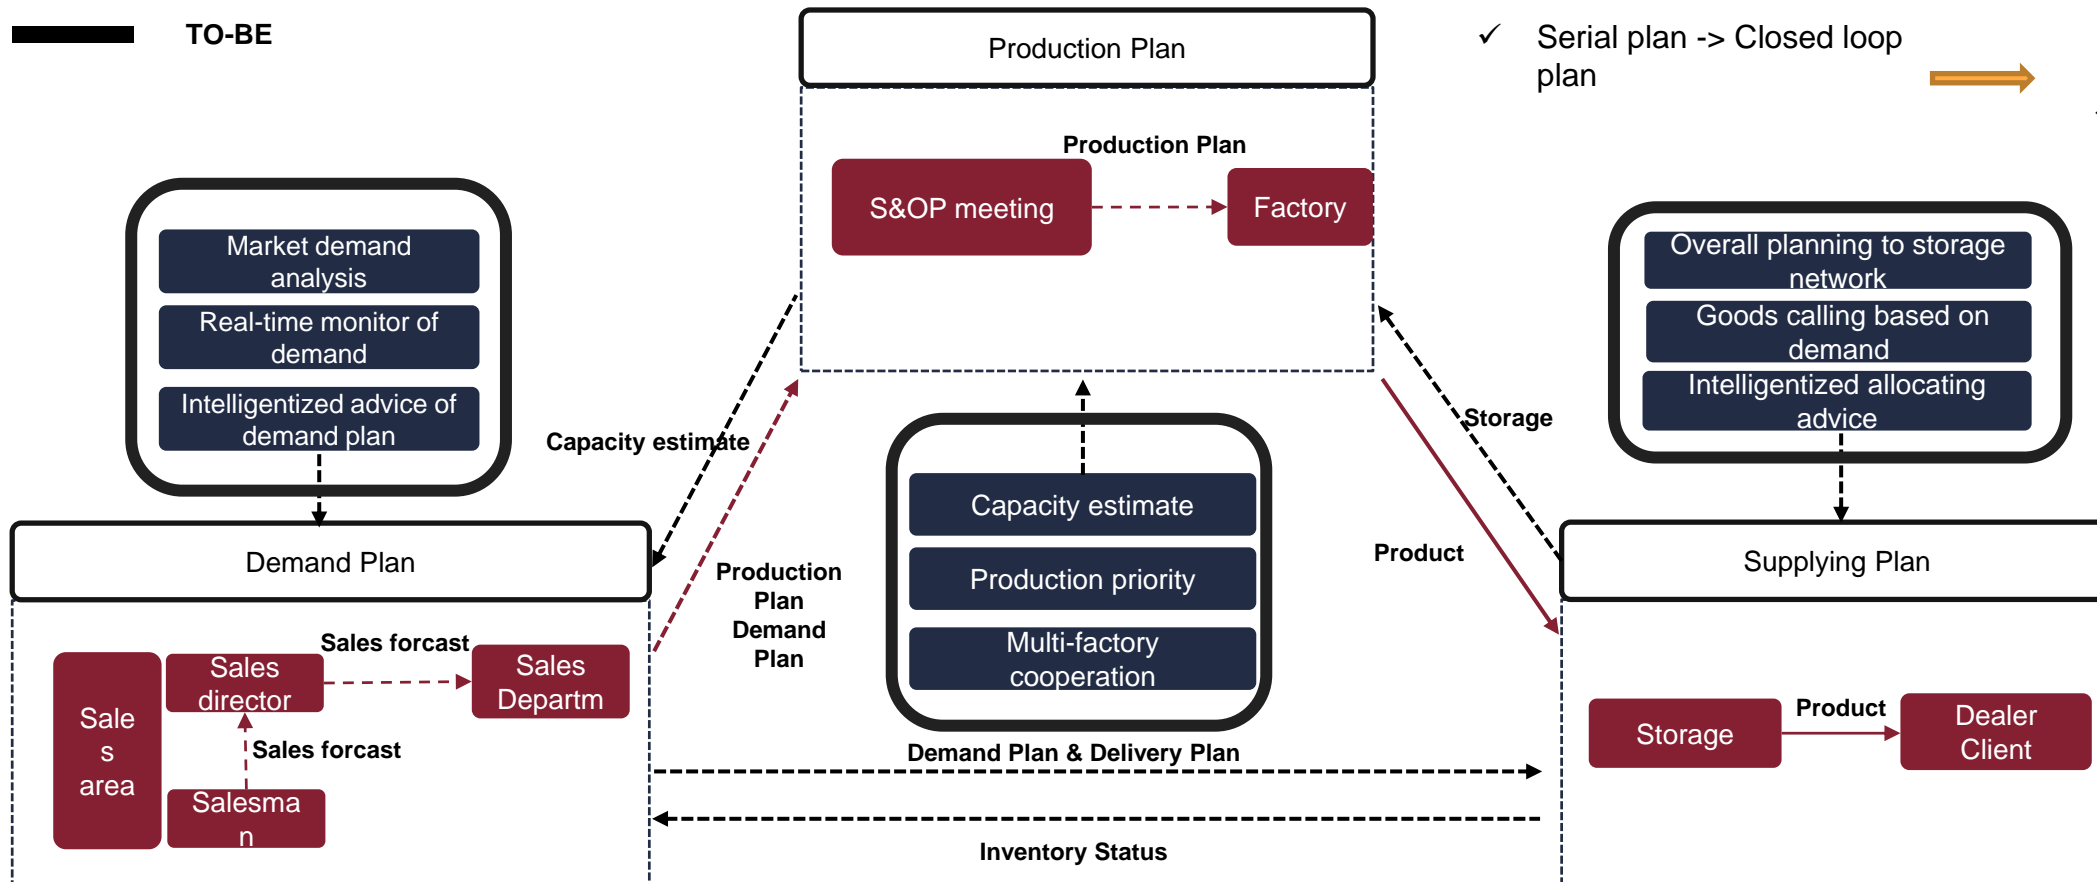 TO-BE
Production Plan
✓ Serial plan -> Closed loop
plan
Production Plan
S&OP meeting
Factory
Market demand
analysis
Real-time monitor of
demand
Intelligentized advice of
demand plan
Overall planning to storage
network
Goods calling based on
demand
Intelligentized allocating
advice
Capacity estimate
Storage
Capacity estimate
Production priority
Multi-factory
cooperation
Production
Plan
Demand
Plan
Product
Demand Plan
Supplying Plan
Sales forcast
Sale
s
area
Sales
director
Sales
Departm
Sales forcast
Salesma
n
Demand Plan & Delivery Plan
Inventory Status
Storage
Product
Dealer
Client